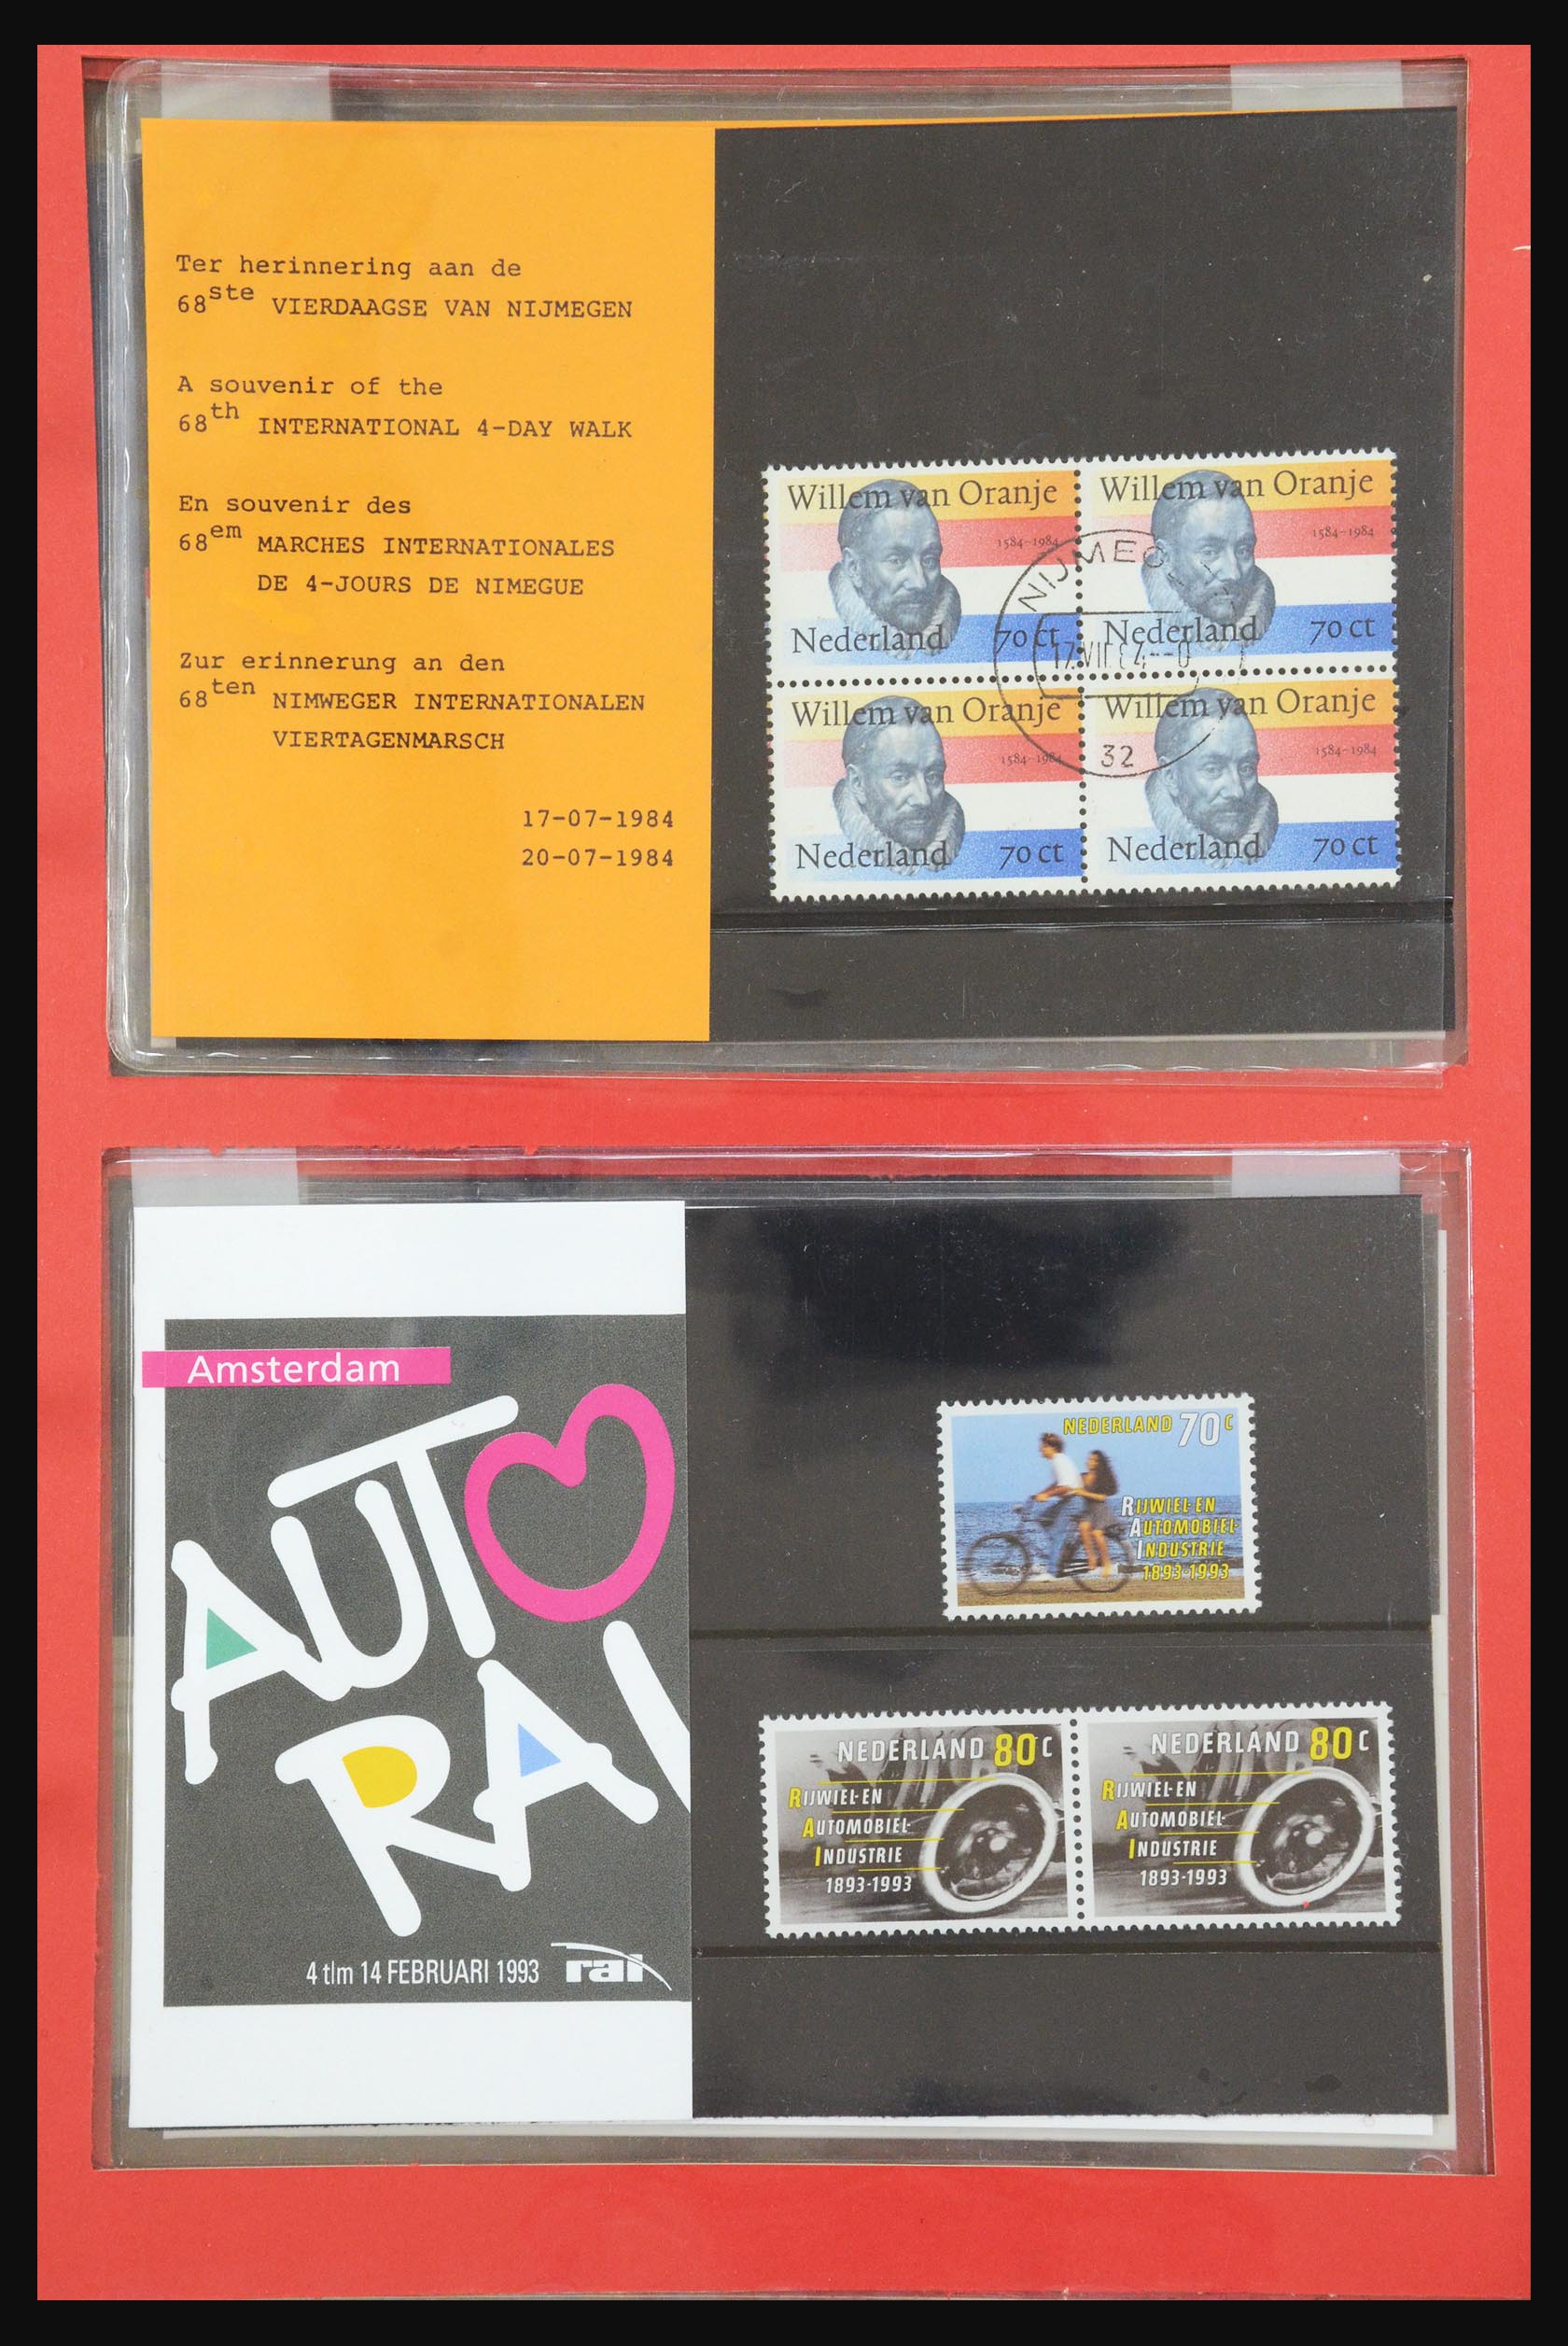 Ter herinnering aan de
68ste VIERDAAGSE VAN NIJMEGEN
A souvenir of the
68th INTERNATIONAL 4-DAY WALK
En souvenir des
68em MARCHES INTERNATIONALES
DE 4-JOURS DE NIMEGUE
Zur erinnerung an den
68ten NIMWEGER INTERNATIONALEN
VIERTAGENMARSCH
17-07-1984
20-07-1984
Willem van Oranje
1584-1984
Nederland 70 ct
Willem van Oranje
1584-1984
Nederland 70 ct
Willem van Oranje
1584-1984
Nederland 70 ct
Willem van Oranje
1584-1984
Nederland 70 ct
32
Amsterdam
AUTO
RAI
4 t/m 14 FEBRUARI 1993 rai
NEDERLAND 70 C
RIJWIEL-EN
AUTOMOBIEL-
INDUSTRIE
1893-1993
NEDERLAND 80 C
RIJWIEL-EN
AUTOMOBIEL-
INDUSTRIE
1893-1993
NEDERLAND 80 C
RIJWIEL-EN
AUTOMOBIEL-
INDUSTRIE
1893-1993